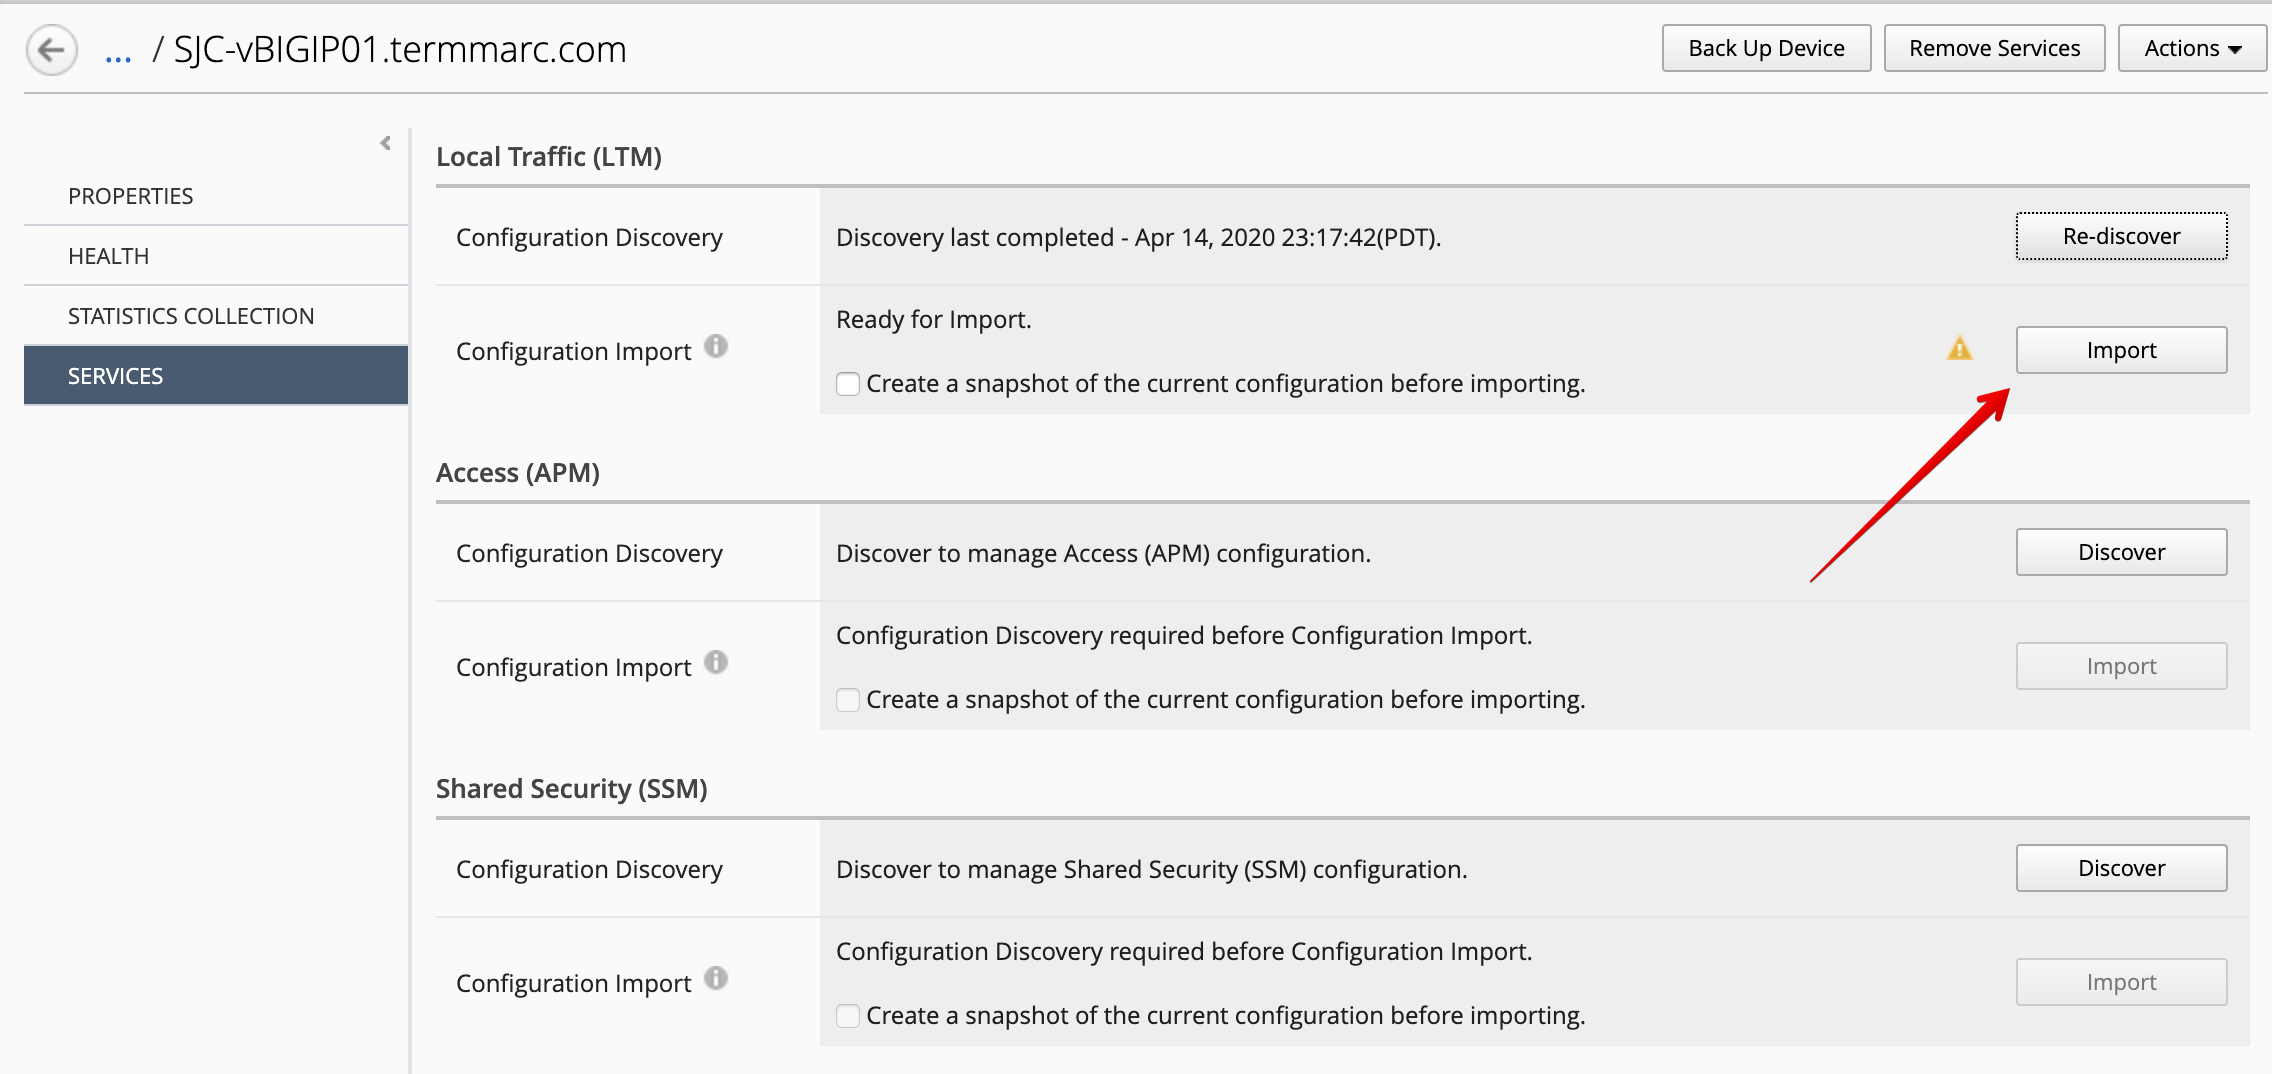 ... / SJC-vBIGIP01.termmarc.com
Back Up Device
Remove Services
Actions
PROPERTIES
HEALTH
STATISTICS COLLECTION
SERVICES
Local Traffic (LTM)
Configuration Discovery
Discovery last completed - Apr 14, 2020 23:17:42(PDT).
Re-discover
Configuration Import
Ready for Import.
Create a snapshot of the current configuration before importing.
Import
Access (APM)
Configuration Discovery
Discover to manage Access (APM) configuration.
Discover
Configuration Import
Configuration Discovery required before Configuration Import.
Create a snapshot of the current configuration before importing.
Import
Shared Security (SSM)
Configuration Discovery
Discover to manage Shared Security (SSM) configuration.
Discover
Configuration Import
Configuration Discovery required before Configuration Import.
Create a snapshot of the current configuration before importing.
Import